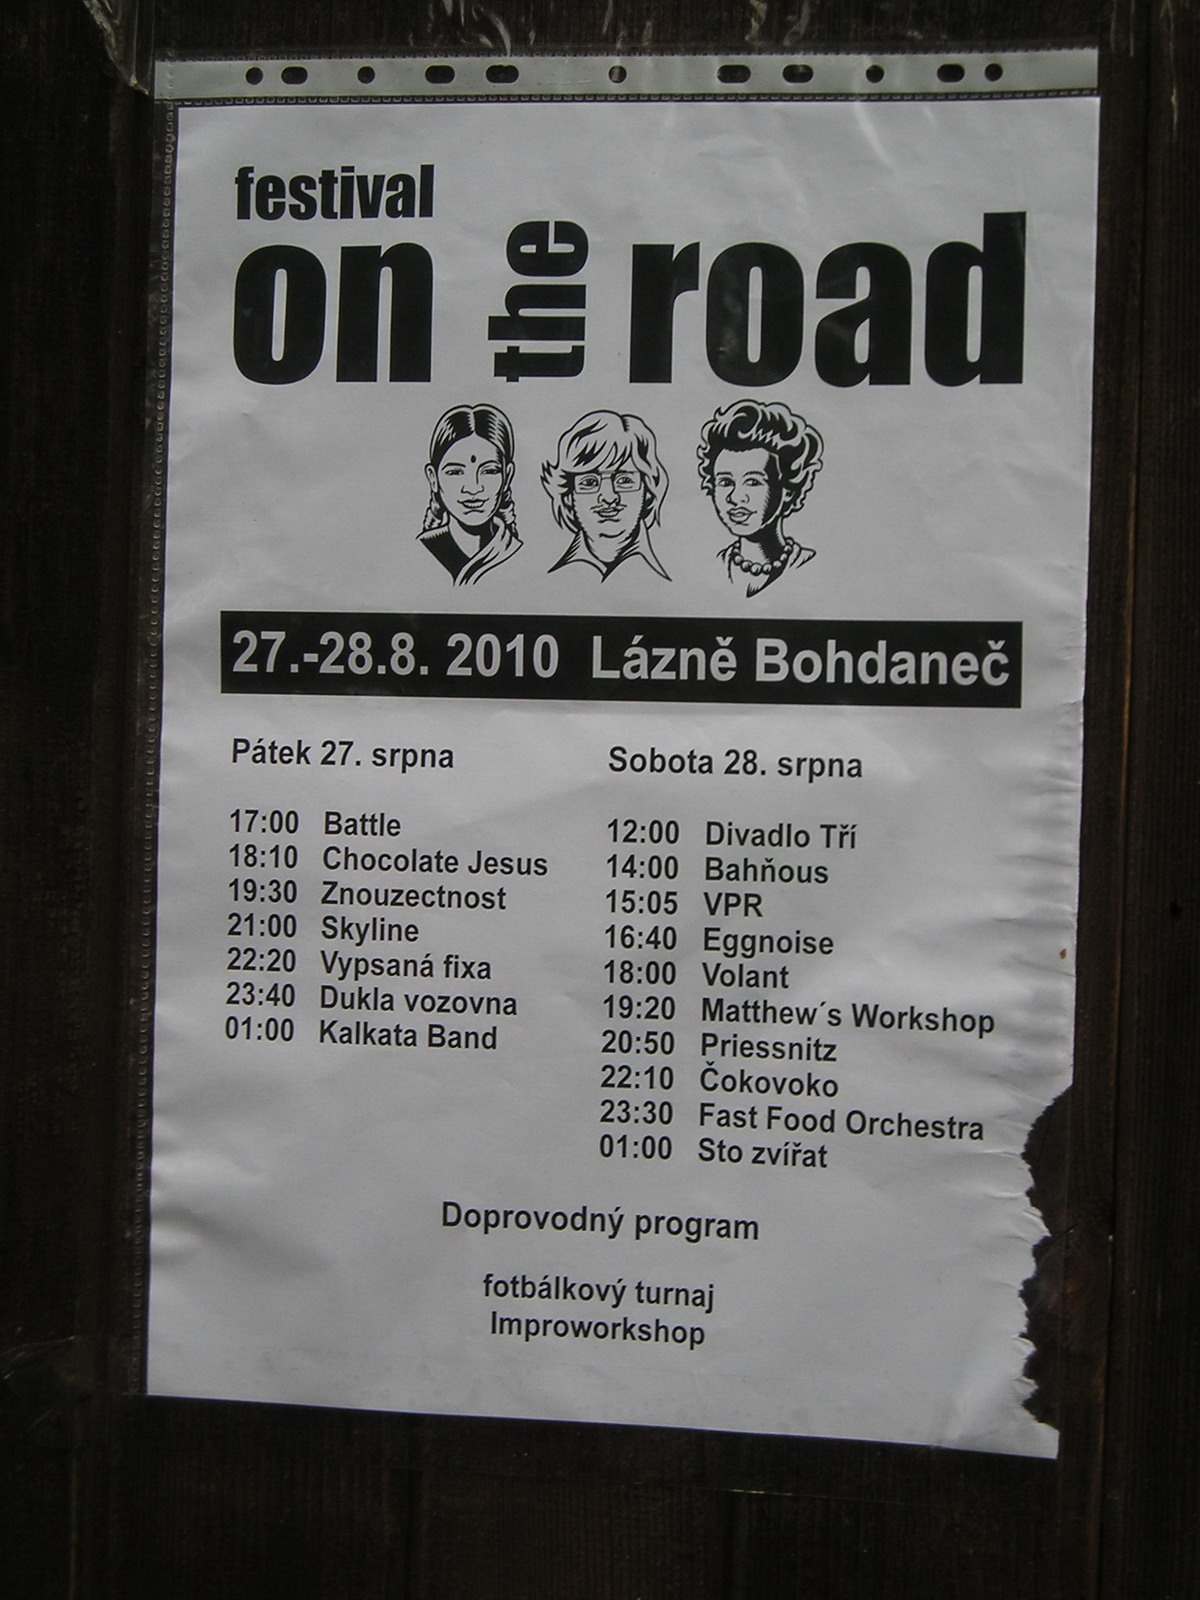 festival
on the road
27.-28.8. 2010 Lázně Bohdaneč
Pátek 27. srpna
17:00 Battle
18:10 Chocolate Jesus
19:30 Znouzectnost
21:00 Skyline
22:20 Vypsaná fixa
23:40 Dukla vozovna
01:00 Kalkata Band
Sobota 28. srpna
12:00 Divadlo Tří
14:00 Bahňous
15:05 VPR
16:40 Eggnoise
18:00 Volant
19:20 Matthew´s Workshop
20:50 Priessnitz
22:10 Čokovoko
23:30 Fast Food Orchestra
01:00 Sto zvířat
Doprovodný program
fotbálkový turnaj
Improworkshop